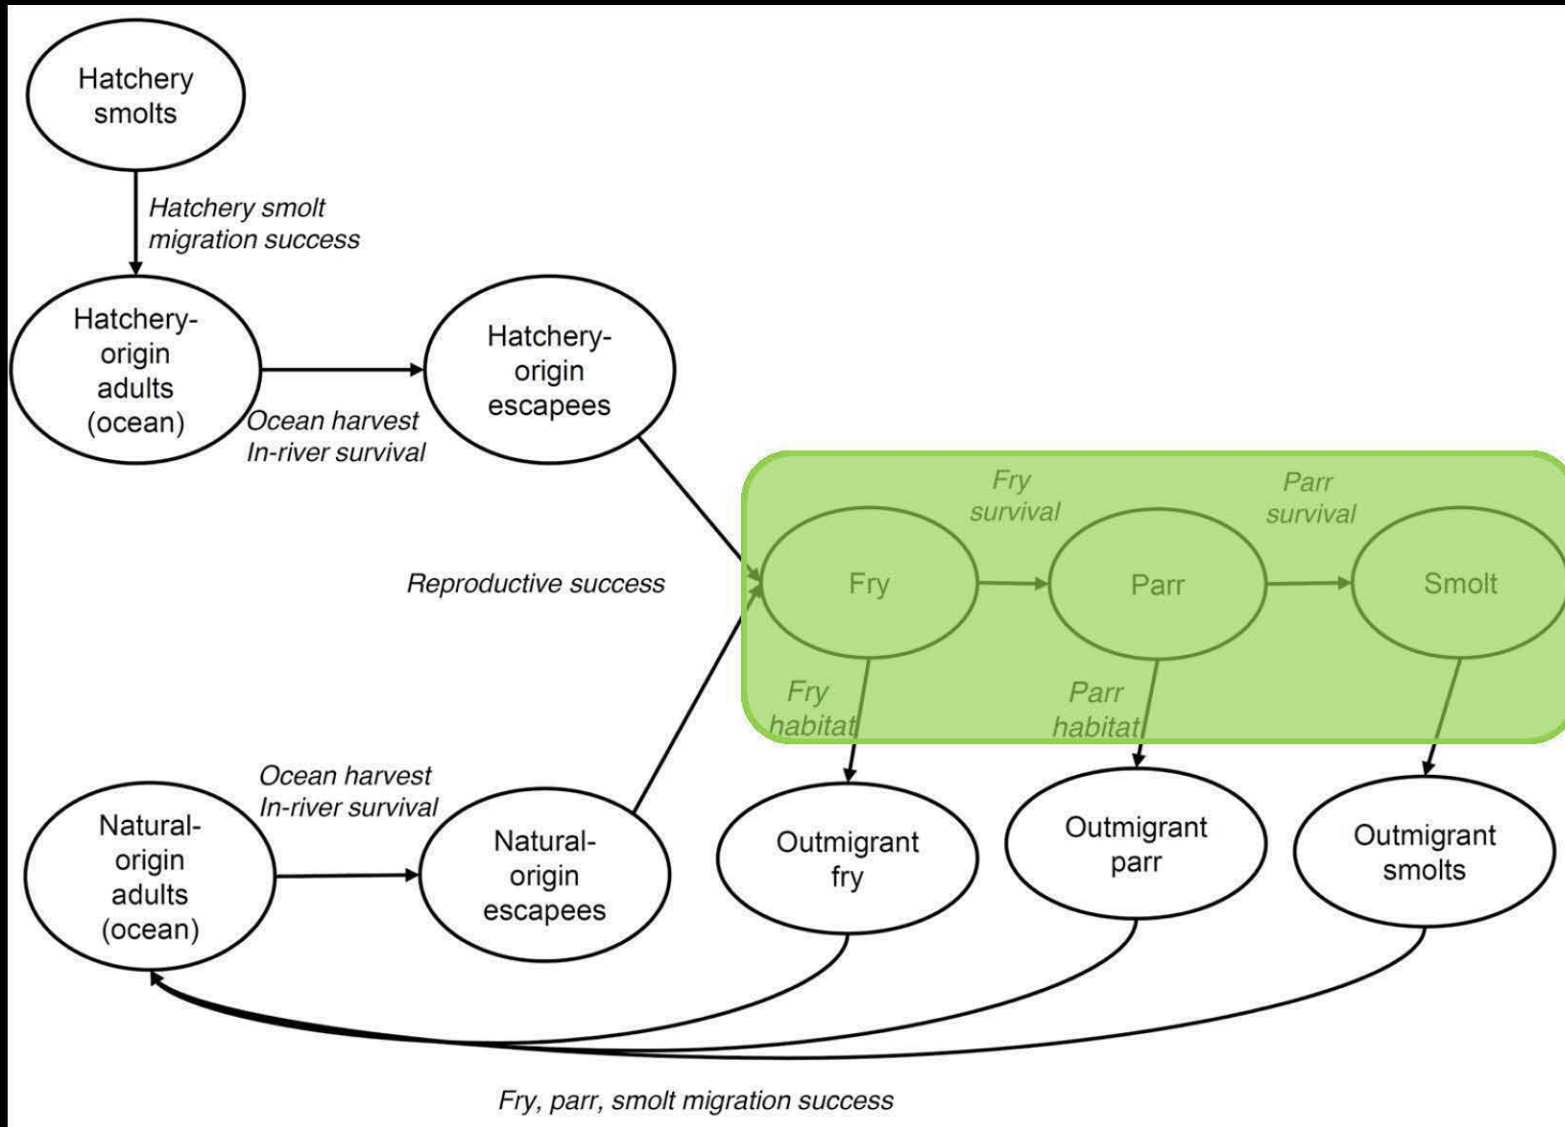 Hatchery
smolts
Hatchery smolt
migration success
Hatchery-
origin
adults
(ocean)
Ocean harvest
In-river survival
Hatchery-
origin
escapees
Reproductive success
Fry
survival
Parr
survival
Fry
Parr
Smolt
Fry
habitat
Parr
habitat
Natural-
origin
adults
(ocean)
Ocean harvest
In-river survival
Natural-
origin
escapees
Outmigrant
fry
Outmigrant
parr
Outmigrant
smolts
Fry, parr, smolt migration success